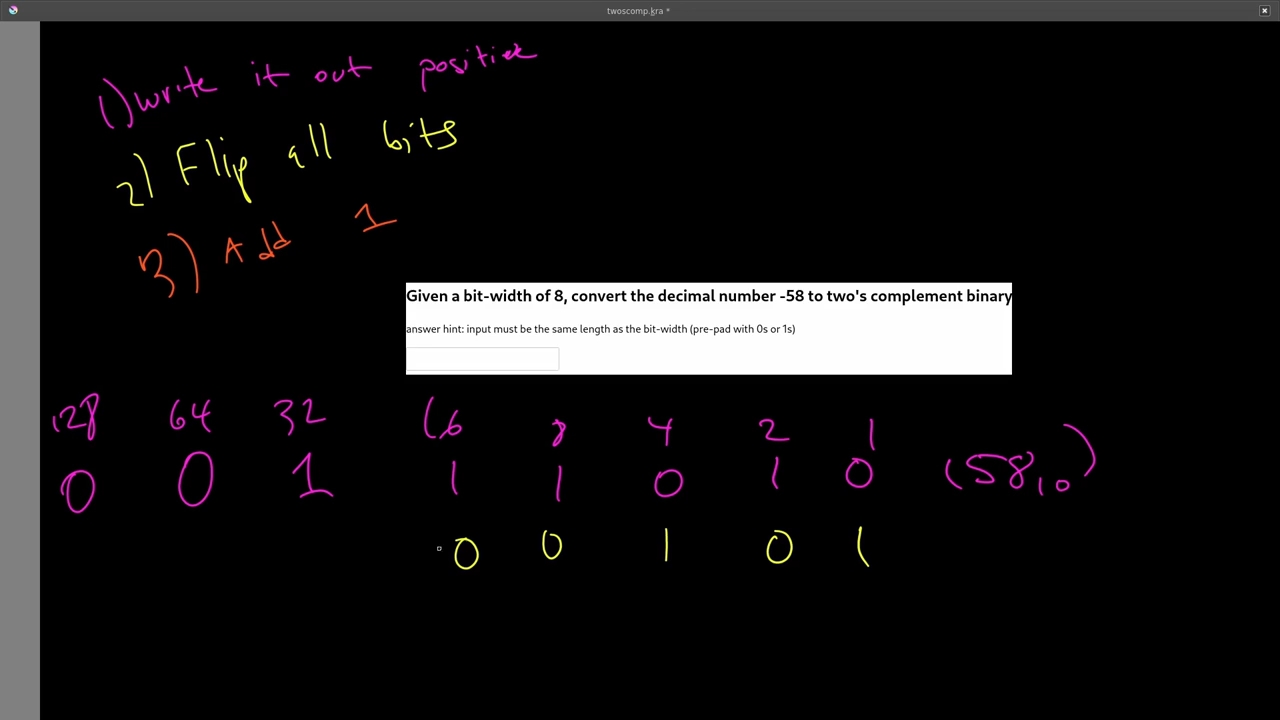 twoscomp.kra *
1) write it out positive
2) Flip all bits
3) Add 1
Given a bit-width of 8, convert the decimal number -58 to two's complement binary
answer hint: input must be the same length as the bit-width (pre-pad with 0s or 1s)
128 64 32 16 8 4 2 1
0 0 1 1 1 0 1 0 (58₁₀)
0 0 1 0 1